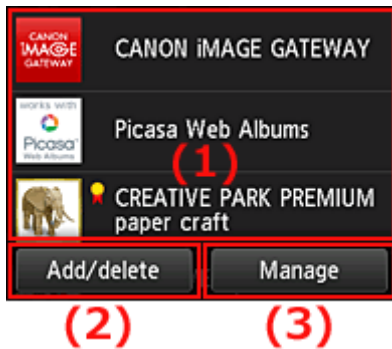 CANON
iMAGE
GATEWAY
CANON iMAGE GATEWAY
works with
Picasa
Web Albums
Picasa Web Albums
(1)
CREATIVE PARK PREMIUM
paper craft
Add/delete
Manage
(2)
(3)